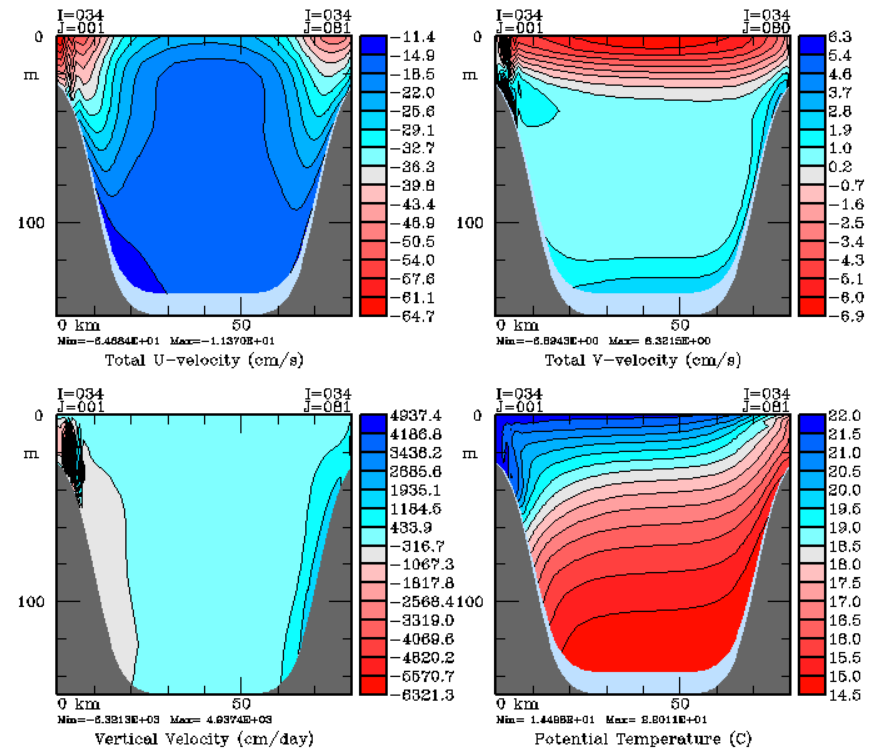 I=034
J=001
J=081
0
m
100
0 km
50
-11.4
14.9
-18.5
-22.0
-25.6
-29.1
-32.7
-36.3
-39.8
-43.4
-46.9
-50.5
-54.0
-57.6
-61.1
-64.7
Min=-6.4684E+01 Max=-1.1370E+01
Total U-velocity (cm/s)
I=034
J=001
J=080
0
m
100
0 km
50
6.3
5.4
4.6
3.7
2.8
1.9
1.0
0.2
-0.7
-1.6
-2.5
-3.4
-4.3
-5.1
-6.0
-6.9
Min=-6.8943E+00 Max= 6.3215E+00
Total V-velocity (cm/s)
I=034
J=001
J=081
0
m
100
0 km
50
4937.4
4186.8
3436.2
2685.6
1935.1
1184.5
433.9
-316.7
-1067.3
-1817.8
-2568.4
-3319.0
-4069.6
-4820.2
-5570.7
-6321.3
Min=-6.3213E+03 Max= 4.9374E+03
Vertical Velocity (cm/day)
I=034
J=001
J=081
0
m
100
0 km
50
22.0
21.5
21.0
20.5
20.0
19.5
19.0
18.5
18.0
17.5
17.0
16.5
16.0
15.5
15.0
14.5
Max= 2.2011E+01
Potential Temperature (C)